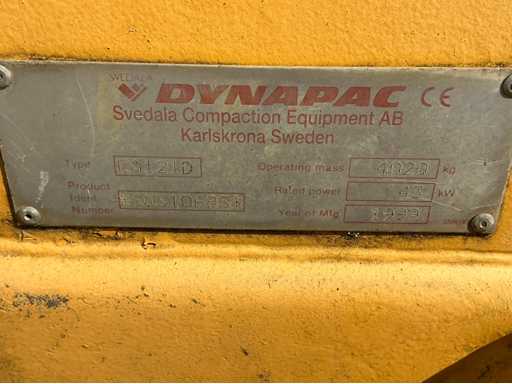 SVEDALA
DYNAPAC CE
Svedala Compaction Equipment AB
Karlskrona Sweden
Type Operating mass kg
Product
Ident.
Number
Rated power kW
Year of Mfg